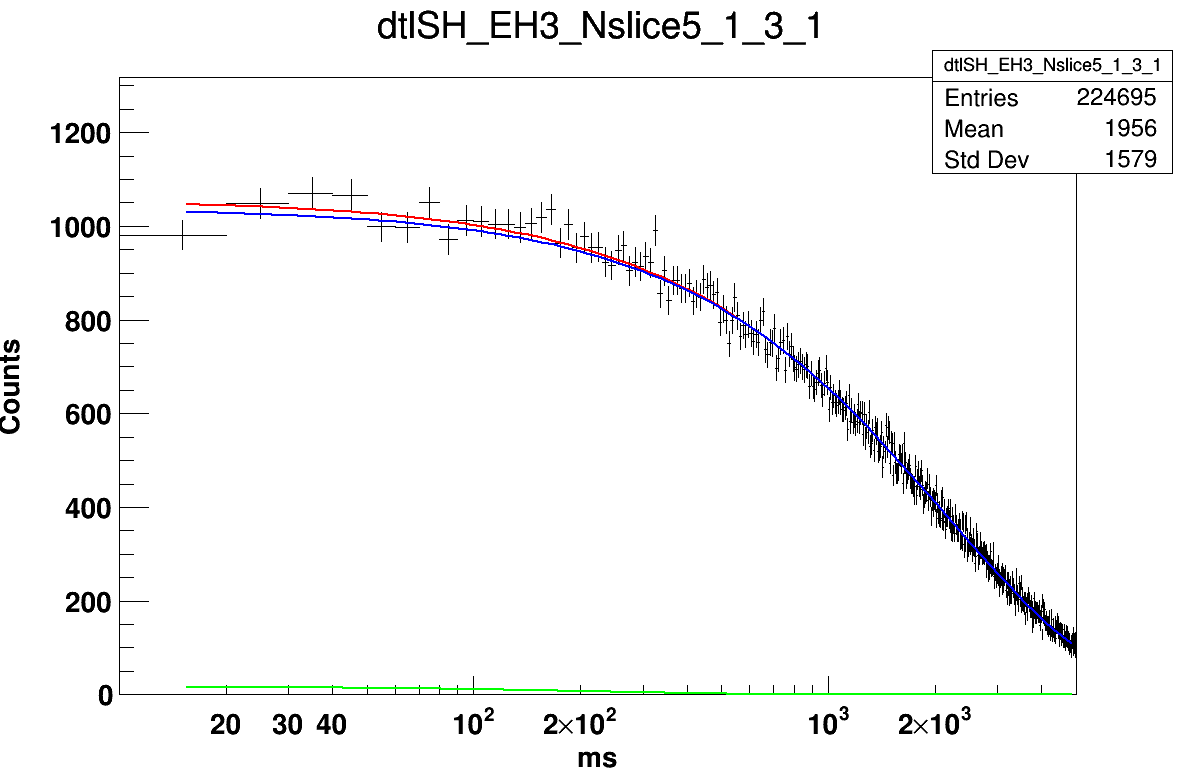 dtlSH_EH3_Nslice5_1_3_1
dtlSH_EH3_Nslice5_1_3_1
Entries 224695
Mean 1956
Std Dev 1579
1200
1000
800
600
400
200
0
Counts
20 30 40 10² 2×10² 10³ 2×10³
ms